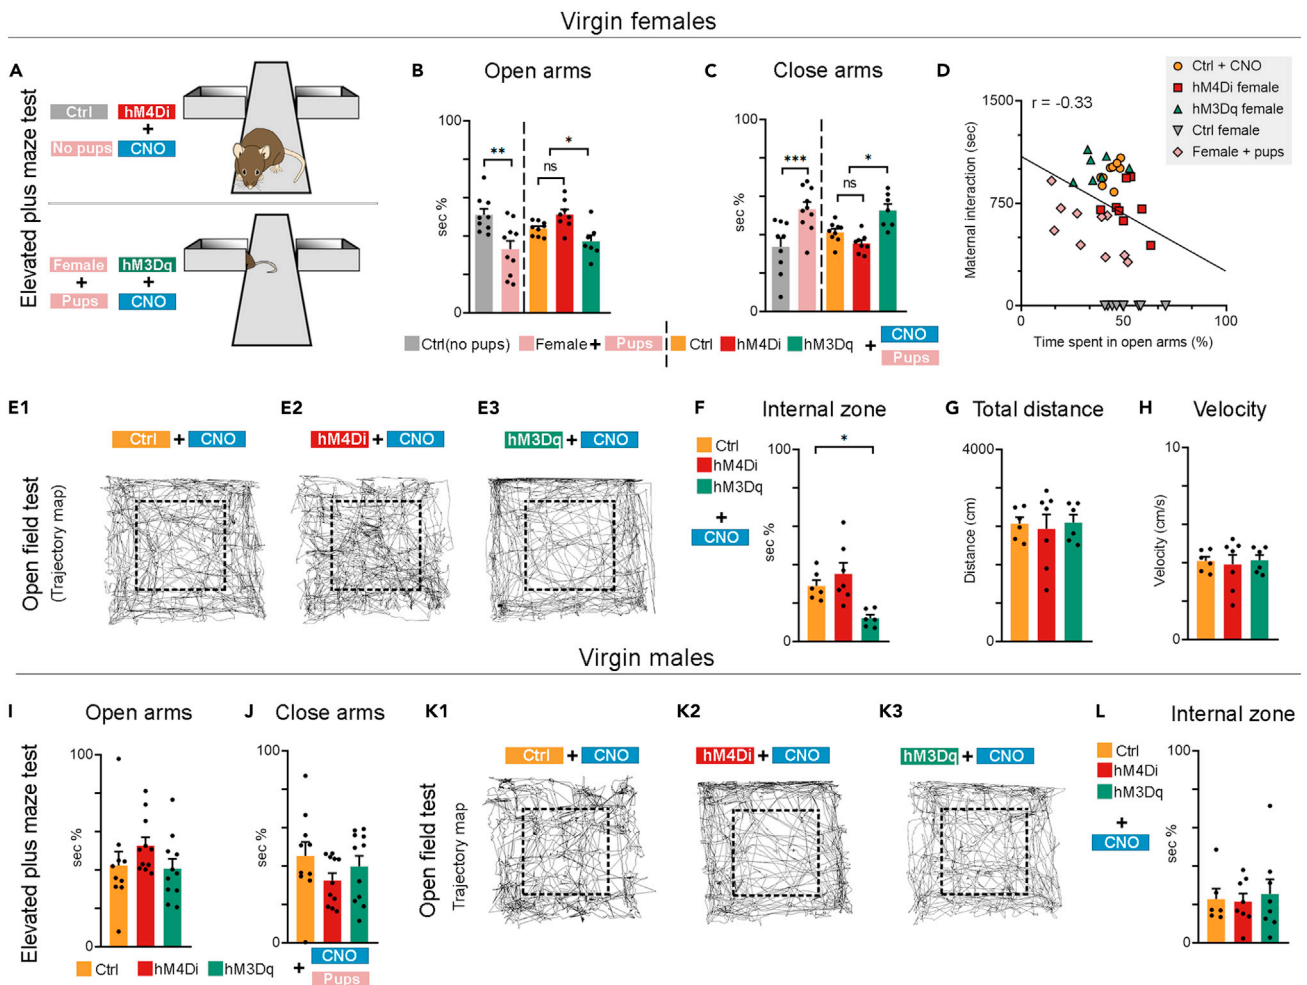 Virgin females
A
Elevated plus maze test
Ctrl hM4Di
+
No pups CNO
Female hM3Dq
+ +
Pups CNO
B Open arms
100
sec %
0
**
ns
*
C Close arms
100
sec %
0
***
ns
*
Ctrl(no pups) Female + Pups Ctrl hM4Di hM3Dq + CNO
Pups
D
Ctrl + CNO
hM4Di female
hM3Dq female
Ctrl female
Female + pups
r = -0.33
Maternal interaction (sec)
1500
750
0
0 50 100
Time spent in open arms (%)
E1 E2 E3
Ctrl + CNO hM4Di + CNO hM3Dq + CNO
Open field test
(Trajectory map)
F Internal zone
Ctrl
hM4Di
hM3Dq
+
CNO
100
sec %
0
*
G Total distance
4000
Distance (cm)
0
H Velocity
10
Velocity (cm/s)
0
Virgin males
I Open arms
Elevated plus maze test
100
sec %
0
J Close arms
100
sec %
0
Ctrl hM4Di hM3Dq + CNO
Pups
K1 K2 K3
Ctrl + CNO hM4Di + CNO hM3Dq + CNO
Open field test
Trajectory map
L Internal zone
Ctrl
hM4Di
hM3Dq
+
CNO
100
sec %
0